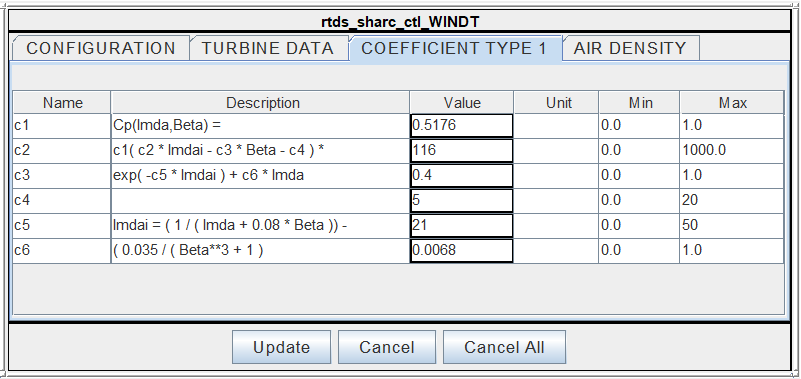 rtds_sharc_ctl_WINDT
CONFIGURATION TURBINE DATA COEFFICIENT TYPE 1 AIR DENSITY
Name Description Value Unit Min Max
c1 Cp(lmda,Beta) = 0.5176 0.0 1.0
c2 c1( c2 * lmdai - c3 * Beta - c4 ) * 116 0.0 1000.0
c3 exp( -c5 * lmdai ) + c6 * lmda 0.4 0.0 1.0
c4 5 0.0 20
c5 lmdai = ( 1 / ( lmda + 0.08 * Beta )) - 21 0.0 50
c6 ( 0.035 / ( Beta**3 + 1 ) 0.0068 0.0 1.0
Update Cancel Cancel All